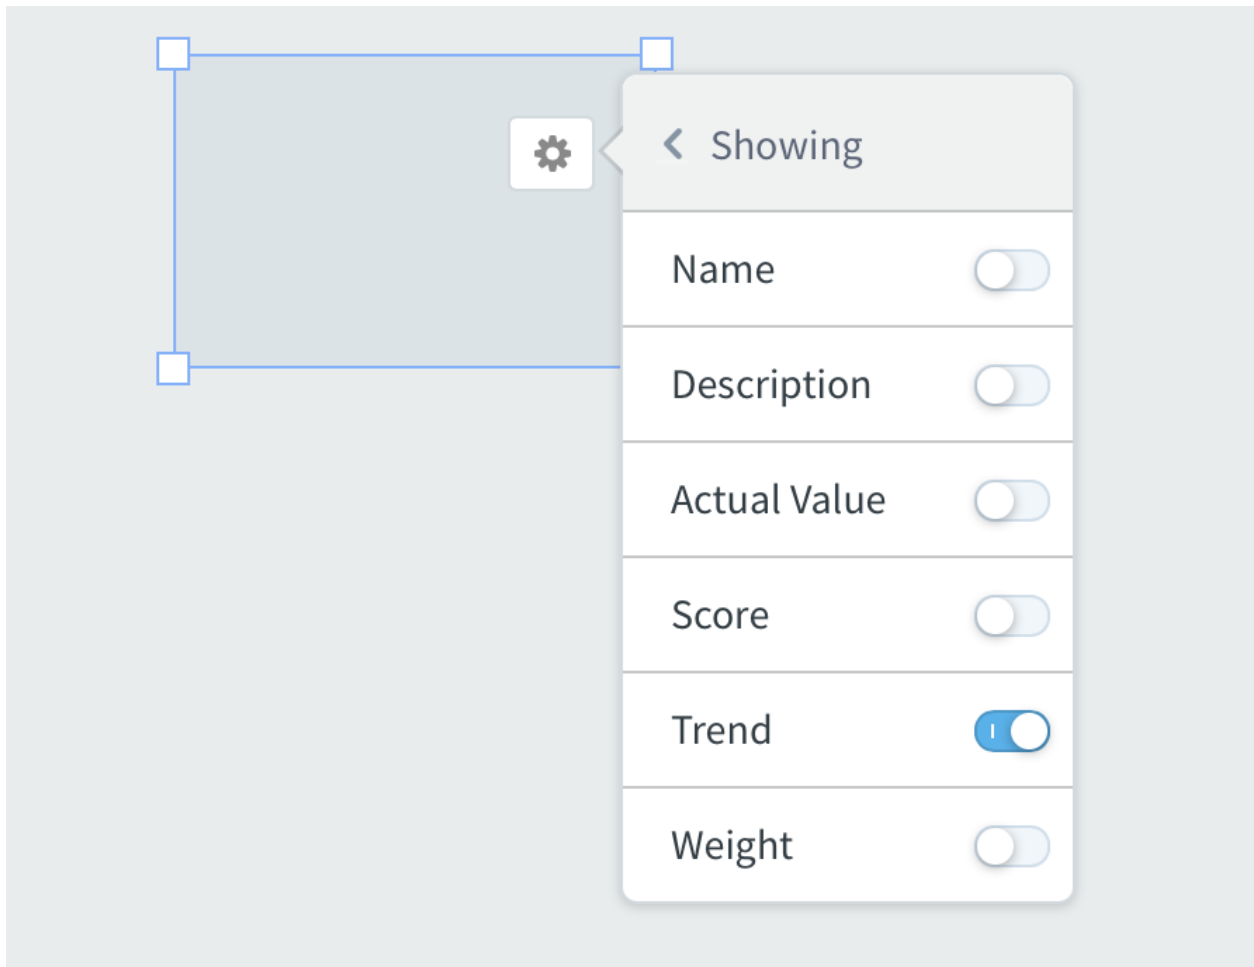 Showing
Name
Description
Actual Value
Score
Trend
Weight